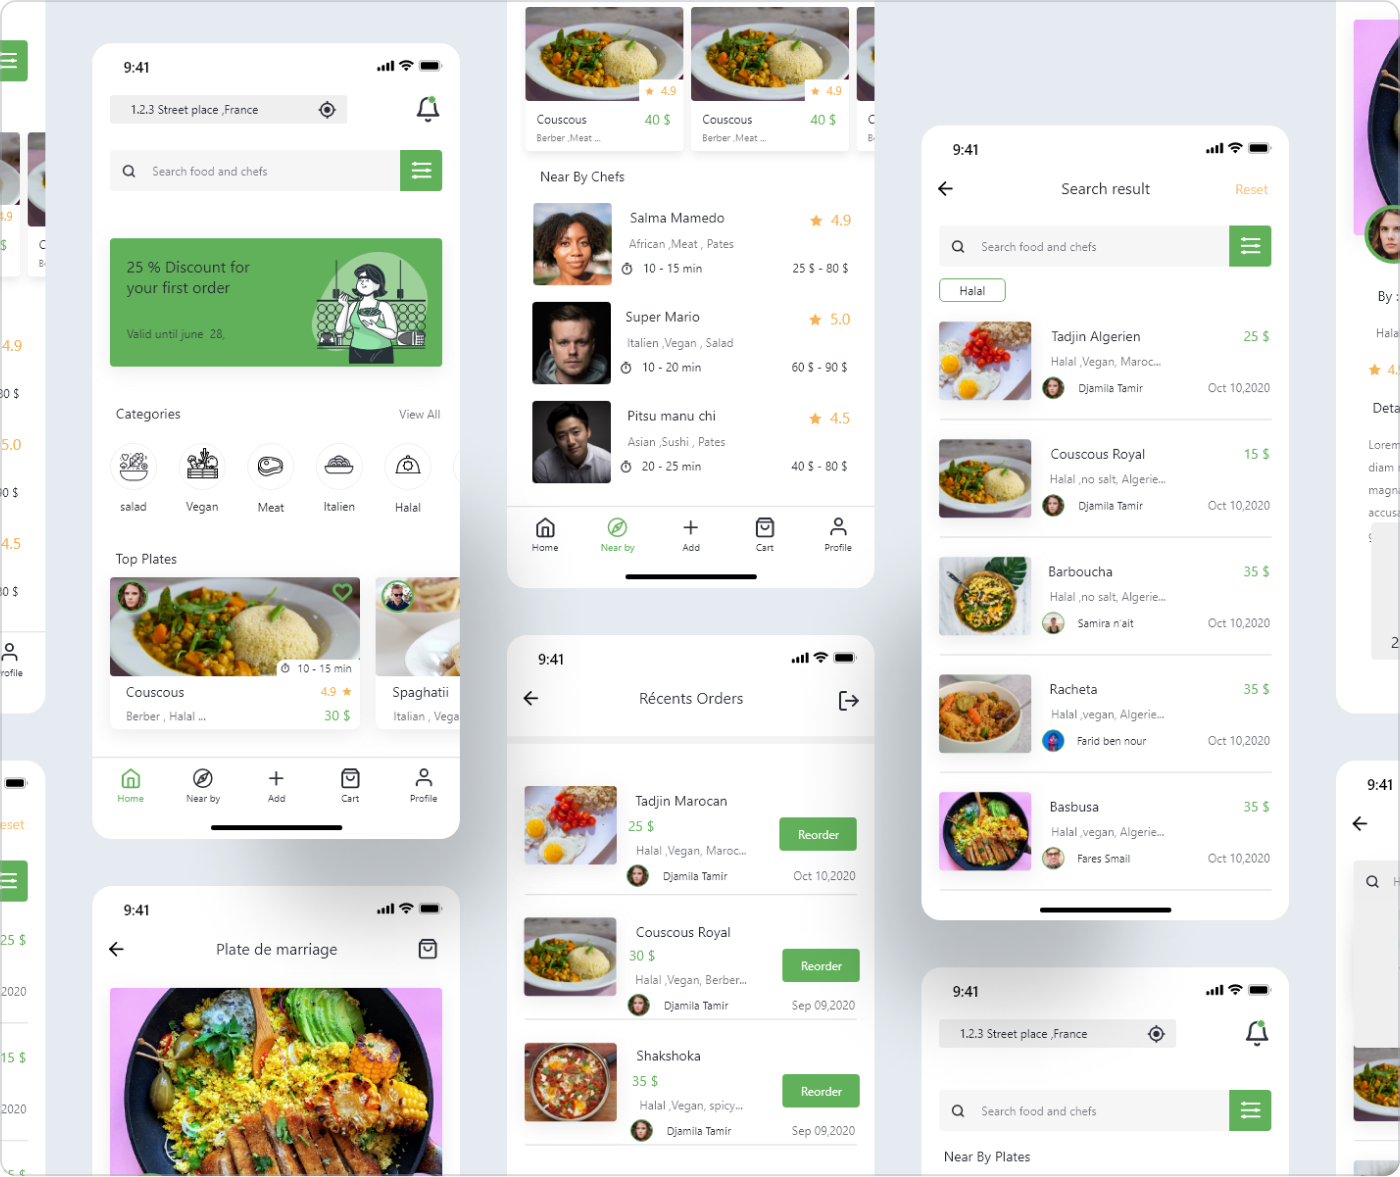 4.9
$
4.9
80 $
5.0
90 $
4.5
80 $
rofile
eset
25 $
2020
15 $
2020
9:41
1.2.3 Street place ,France
Search food and chefs
25 % Discount for
your first order
Valid until june 28,
Categories
View All
salad
Vegan
Meat
Italien
Halal
Top Plates
10 - 15 min
Couscous
4.9
Berber , Halal ...
30 $
Spaghatii
Italian , Vega
Home
Near by
Add
Cart
Profile
9:41
Plate de marriage
4.9
Couscous
40 $
Berber ,Meat ...
4.9
Couscous
40 $
Berber ,Meat ...
Near By Chefs
Salma Mamedo
4.9
African ,Meat , Pates
10 - 15 min
25 $ - 80 $
Super Mario
5.0
Italien ,Vegan , Salad
10 - 20 min
60 $ - 90 $
Pitsu manu chi
4.5
Asian ,Sushi , Pates
20 - 25 min
40 $ - 80 $
Home
Near by
Add
Cart
Profile
9:41
Récents Orders
Tadjin Marocan
25 $
Reorder
Halal ,Vegan, Maroc...
Djamila Tamir
Oct 10,2020
Couscous Royal
30 $
Reorder
Halal ,Vegan, Berber...
Djamila Tamir
Sep 09,2020
Shakshoka
35 $
Reorder
Halal ,Vegan, spicy...
Djamila Tamir
Sep 09,2020
9:41
Search result
Reset
Search food and chefs
Halal
Tadjin Algerien
25 $
Halal ,Vegan, Maroc...
Djamila Tamir
Oct 10,2020
Couscous Royal
15 $
Halal ,no salt, Algerie...
Djamila Tamir
Oct 10,2020
Barboucha
35 $
Halal ,no salt, Algerie...
Samira n'ait
Oct 10,2020
Racheta
35 $
Halal ,vegan, Algerie...
Farid ben nour
Oct 10,2020
Basbusa
35 $
Halal ,vegan, Algerie...
Fares Smail
Oct 10,2020
9:41
1.2.3 Street place ,France
Search food and chefs
Near By Plates
By :
Hala
4.
Deta
Lorem
diam
magn
accus
2
9:41